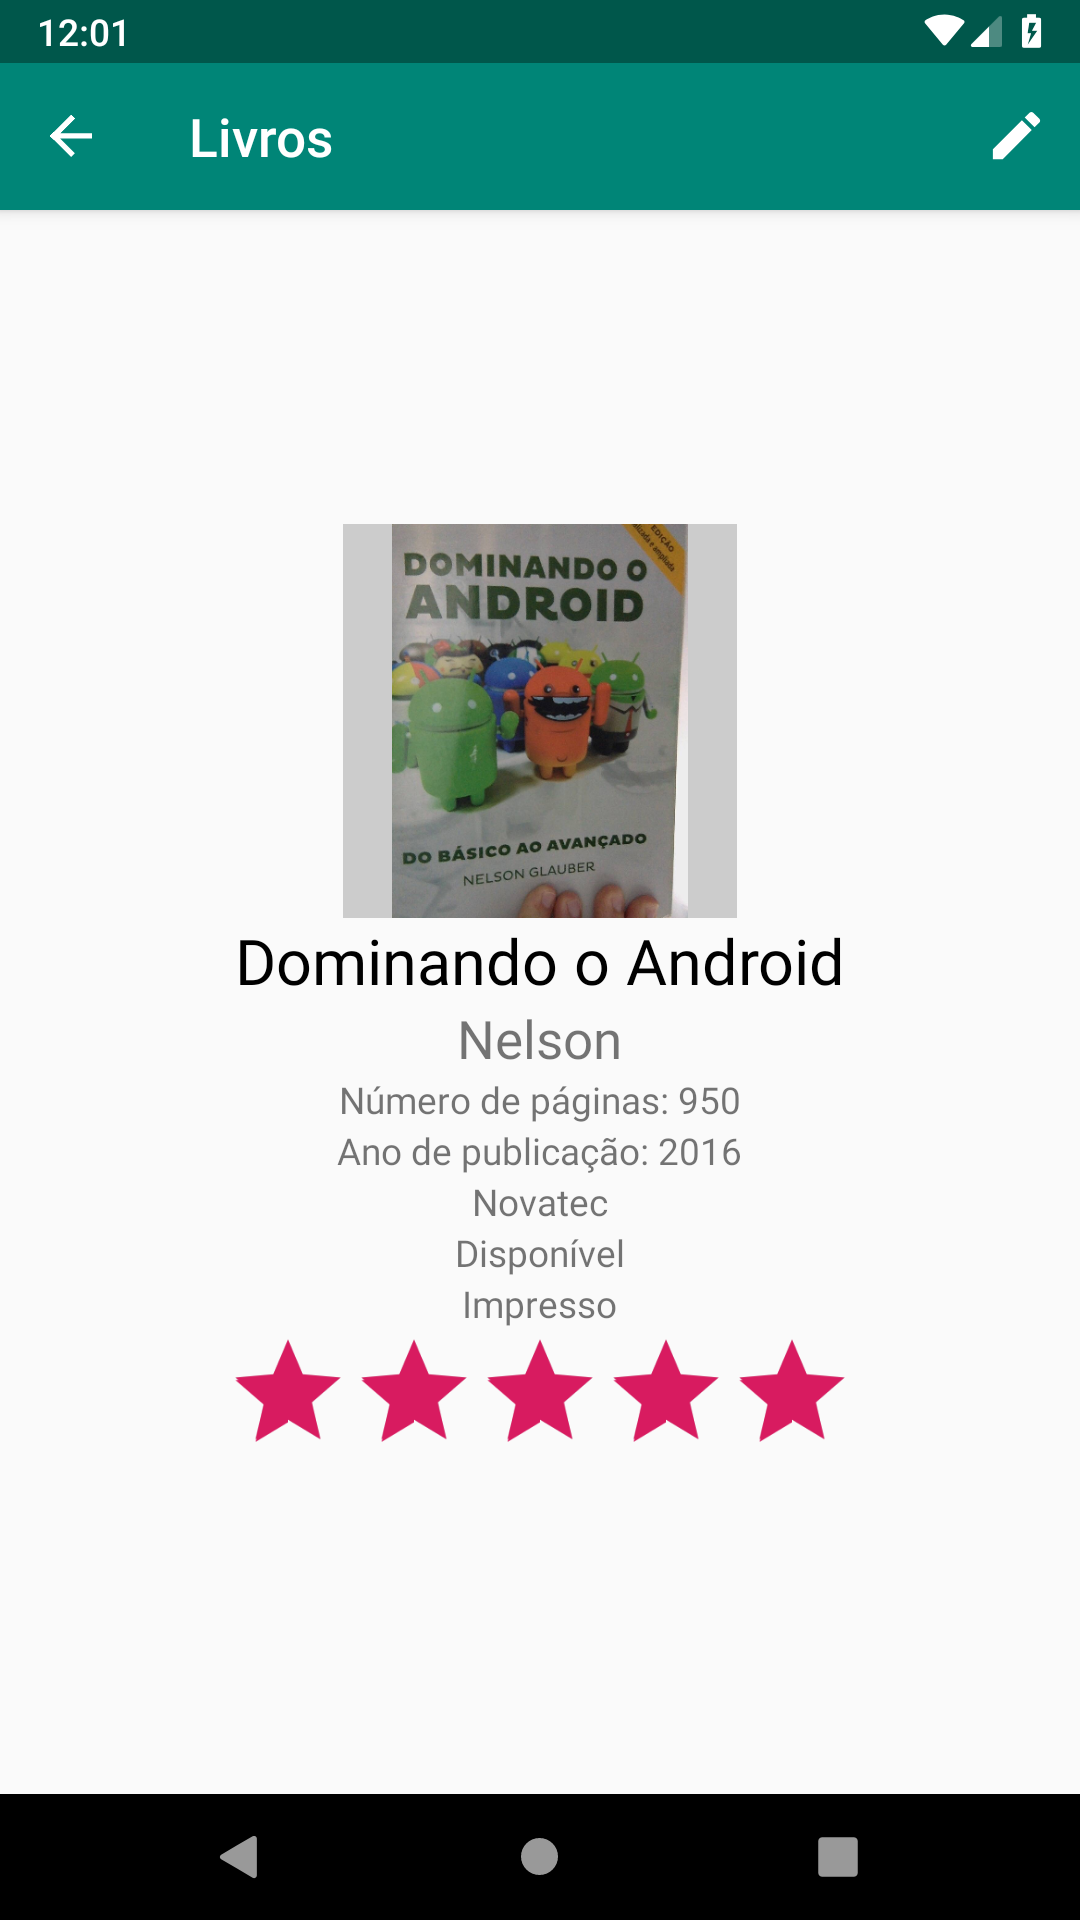 12:01
Livros
EDIÇÃO
DOMINANDO O
ANDROID
DO BÁSICO AO AVANÇADO
NELSON GLAUBER
Dominando o Android
Nelson
Número de páginas: 950
Ano de publicação: 2016
Novatec
Disponível
Impresso